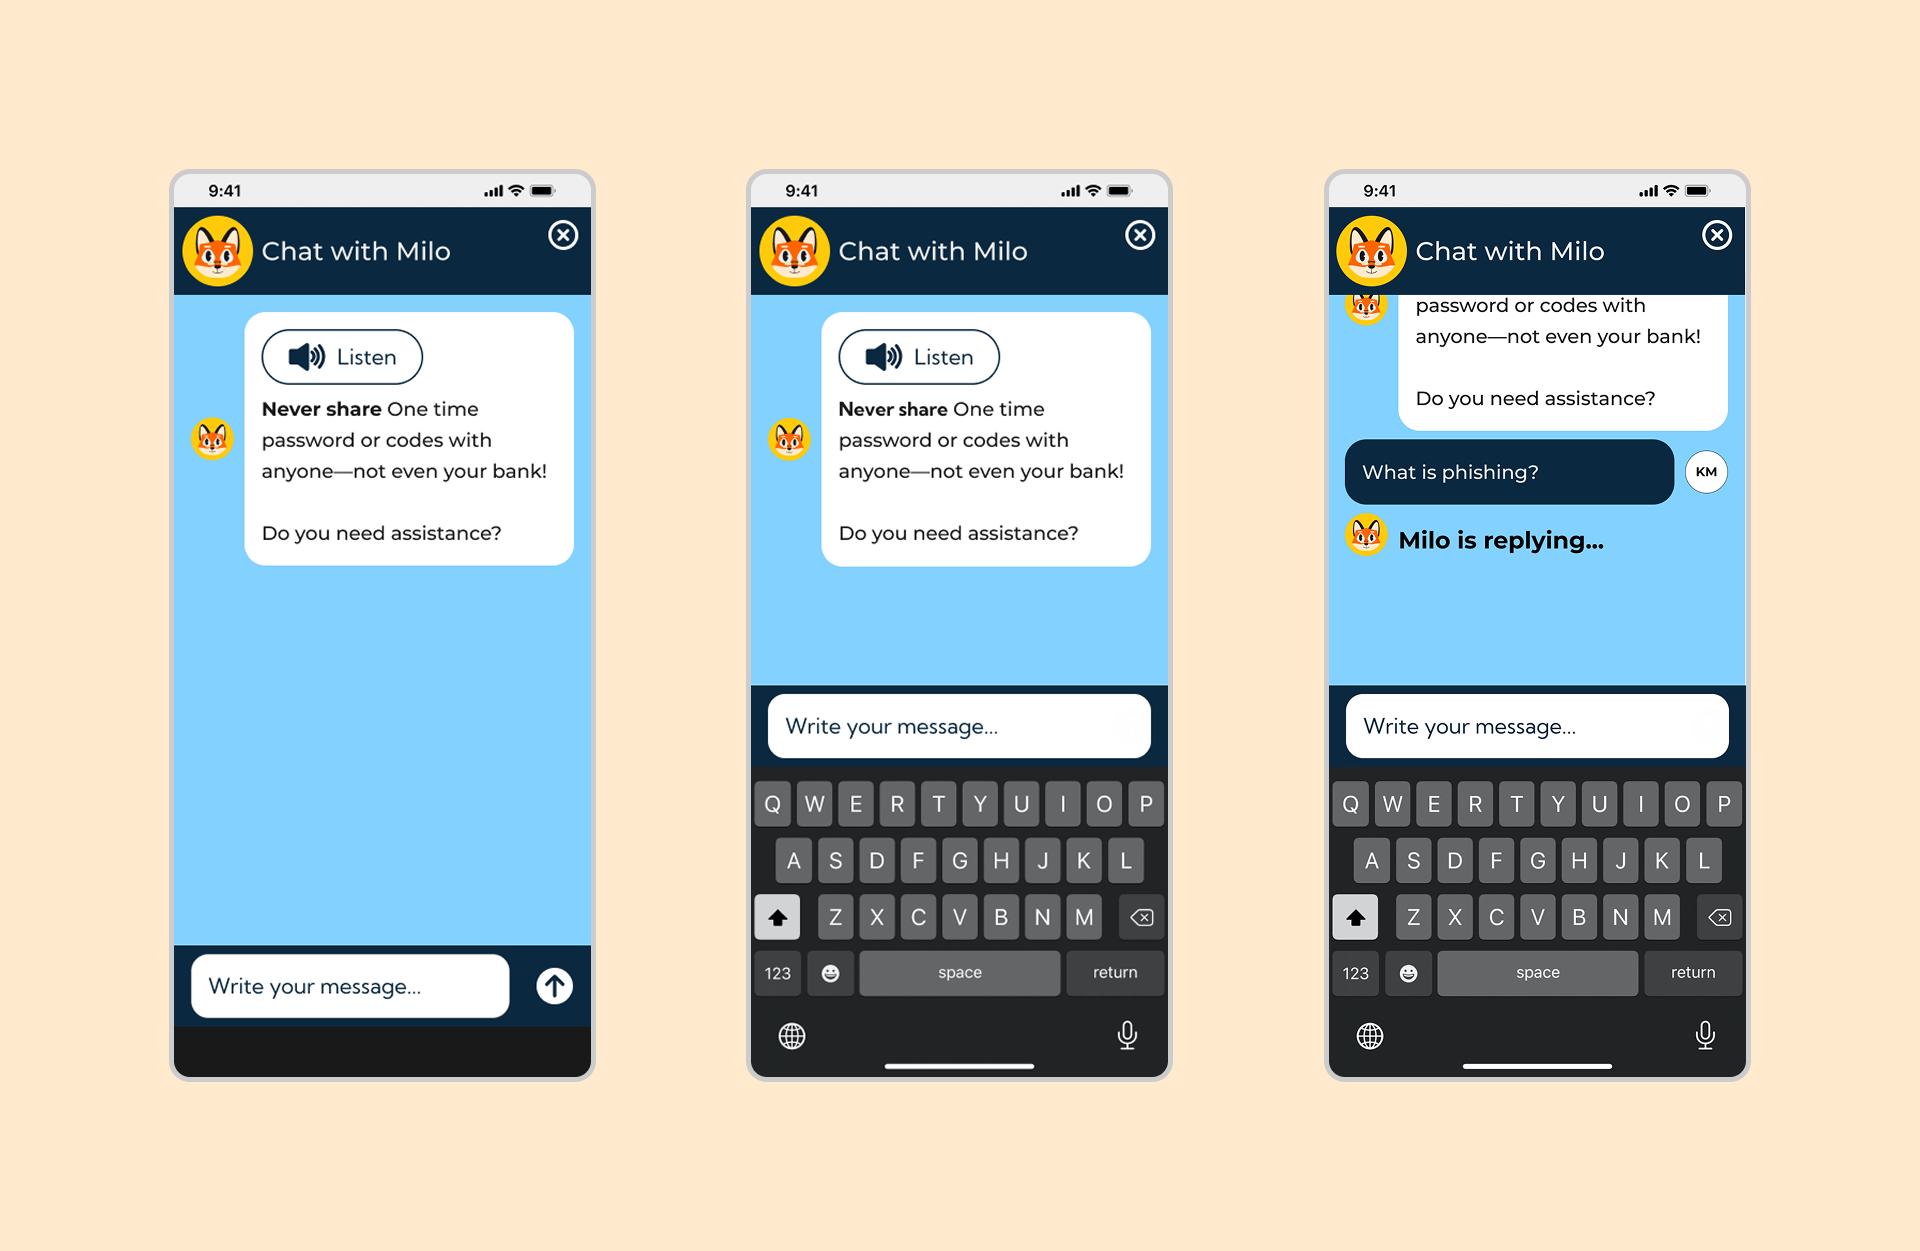 9:41
Chat with Milo
Listen
Never share One time
password or codes with
anyone—not even your bank!
Do you need assistance?
Write your message...
9:41
Chat with Milo
Listen
Never share One time
password or codes with
anyone—not even your bank!
Do you need assistance?
Write your message...
Q W E R T Y U I O P
A S D F G H J K L
Z X C V B N M
123 space return
9:41
Chat with Milo
password or codes with
anyone—not even your bank!
Do you need assistance?
What is phishing? KM
Milo is replying...
Write your message...
Q W E R T Y U I O P
A S D F G H J K L
Z X C V B N M
123 space return